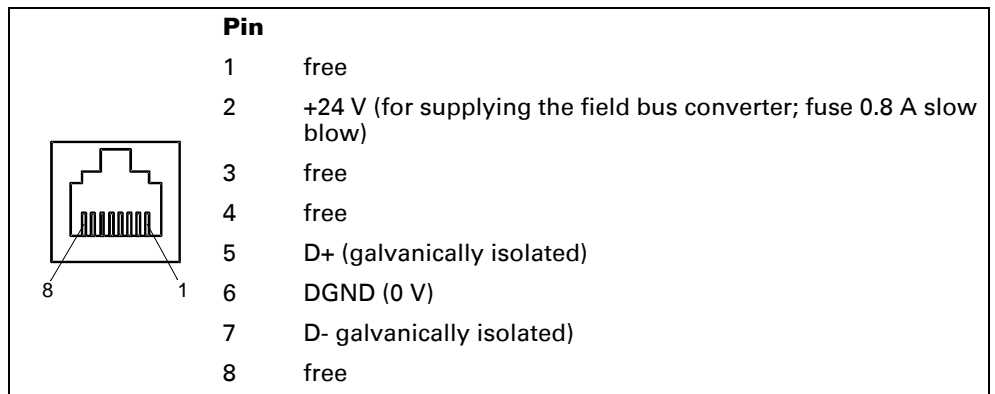 Pin
1 free
2 +24 V (for supplying the field bus converter; fuse 0.8 A slow
blow)
3 free
4 free
5 D+ (galvanically isolated)
8 1
6 DGND (0 V)
7 D- galvanically isolated)
8 free